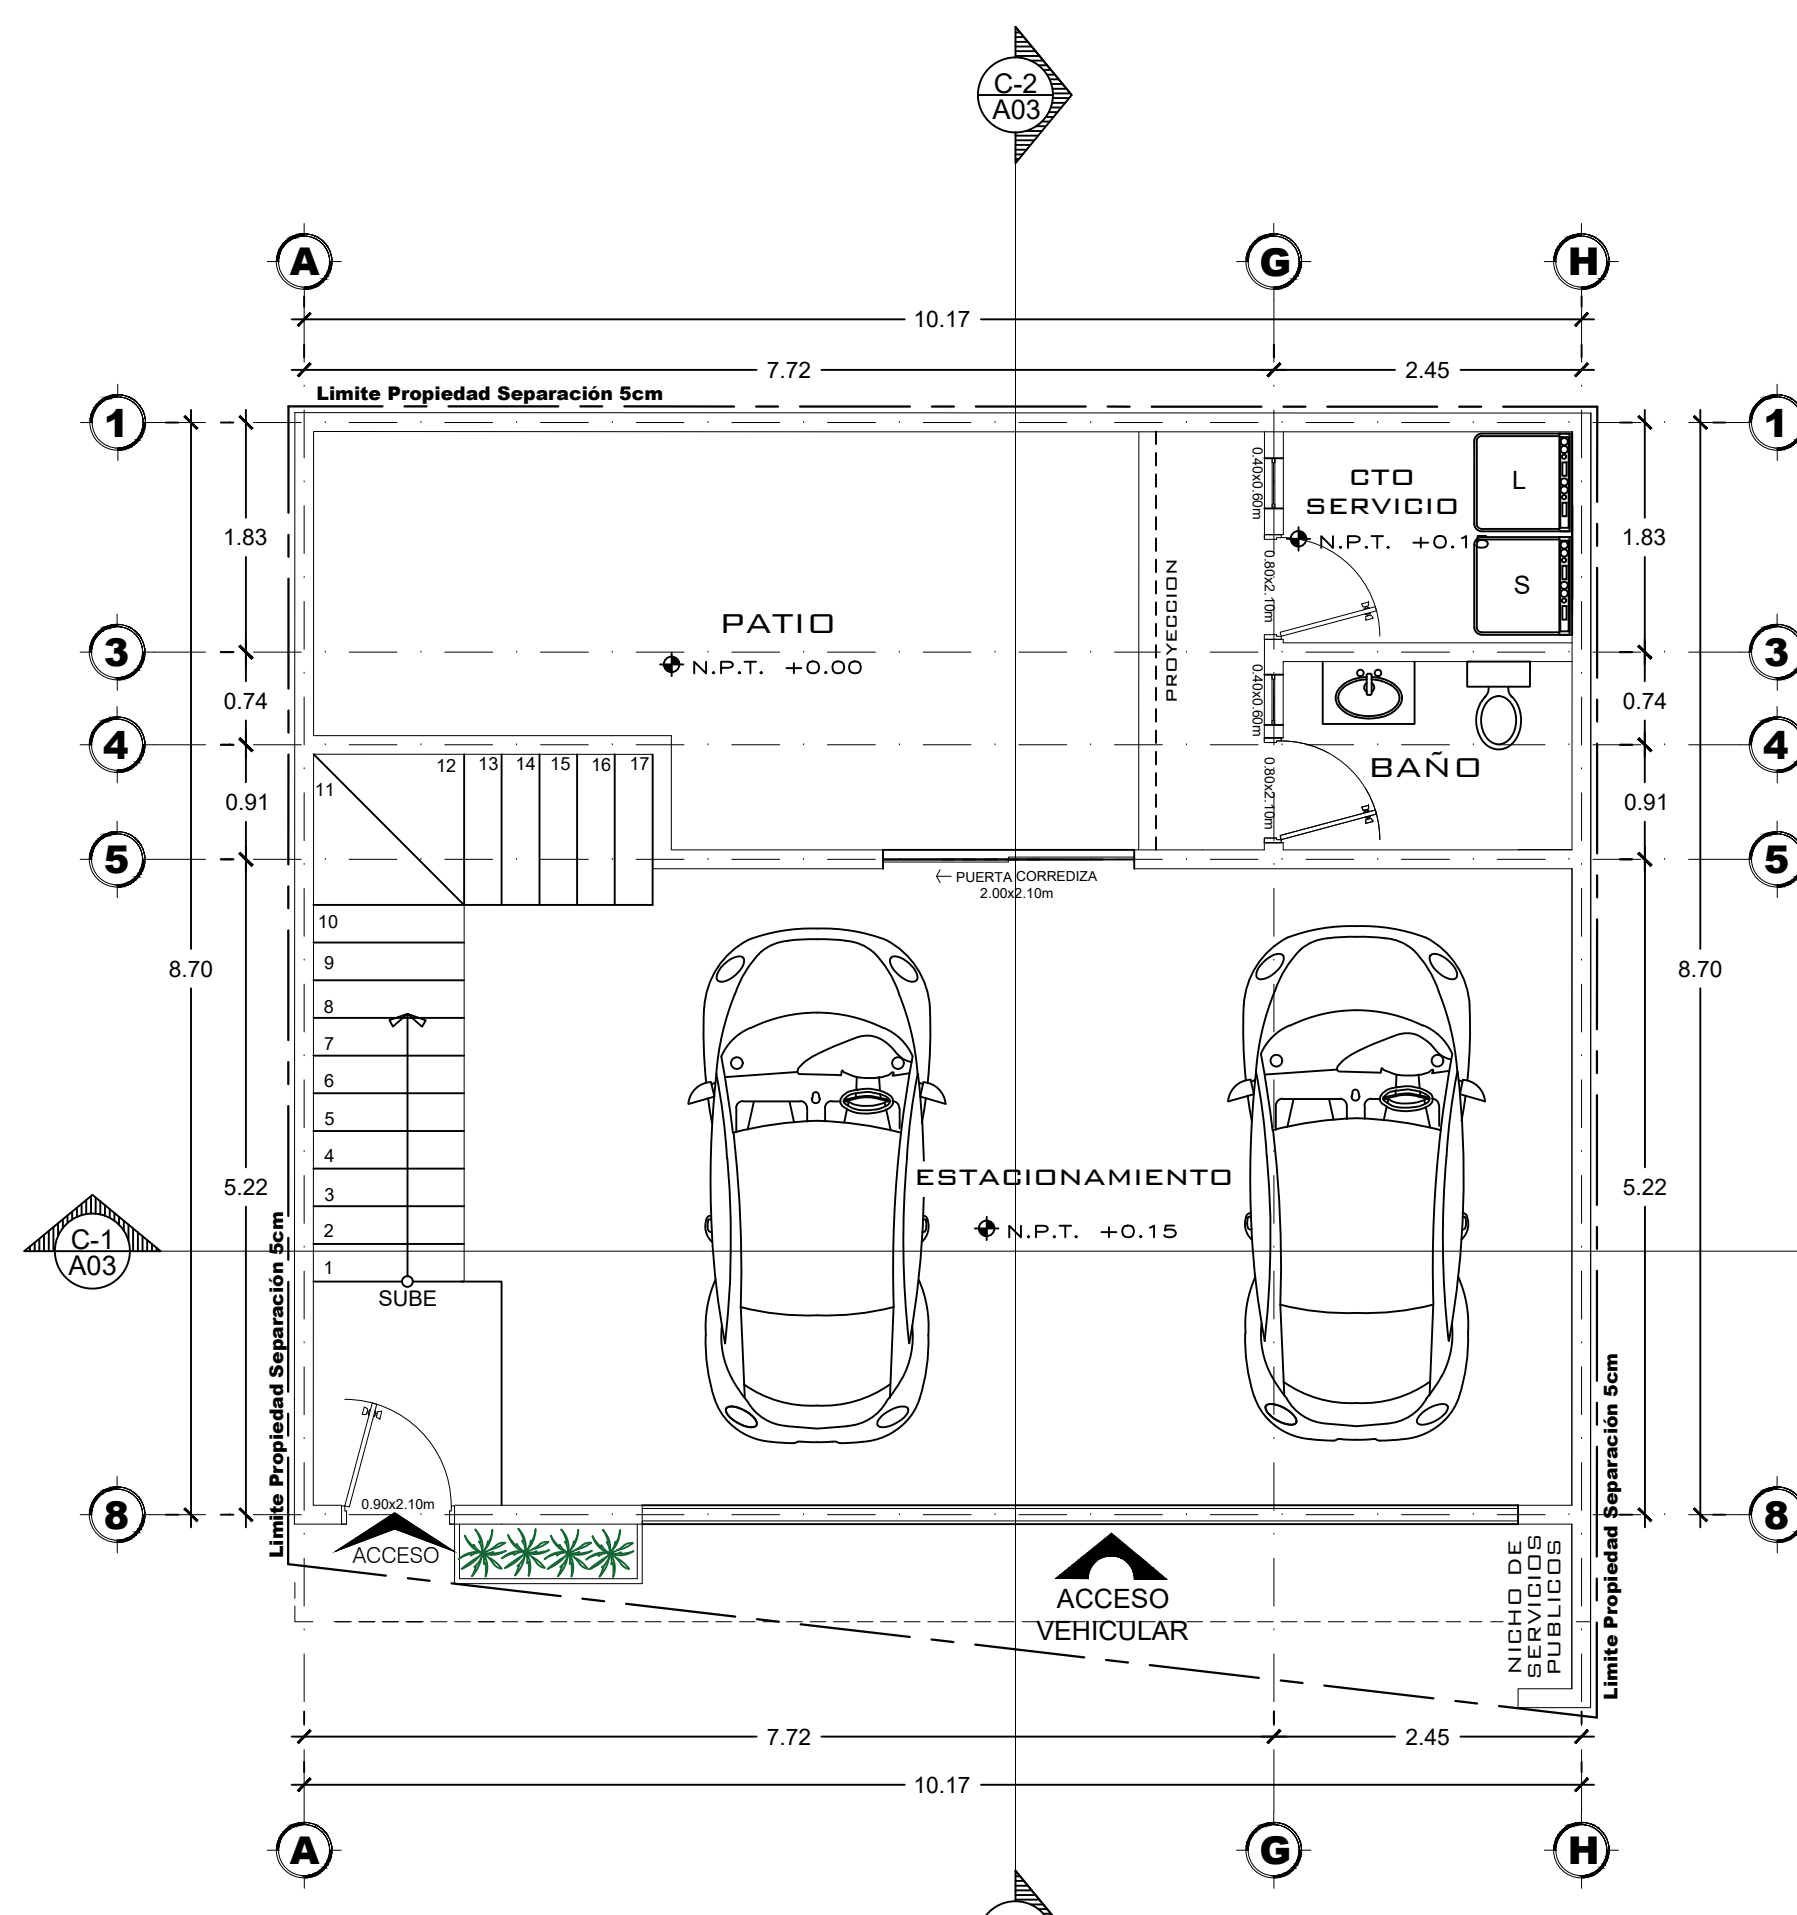 C-2
A03
A
G
H
10.17
7.72
2.45
Limite Propiedad Separación 5cm
1
1
1.83
1.83
0.40x0.60m
CTO
SERVICIO
N.P.T. +0.1
L
S
0.80x2.10m
PROYECCION
PATIO
N.P.T. +0.00
3
3
0.74
0.74
0.40x0.60m
4
4
BAÑO
0.80x2.10m
0.91
0.91
5
5
11
12
13
14
15
16
17
PUERTA CORREDIZA
2.00x2.10m
10
9
8
7
6
5
4
3
2
1
SUBE
8.70
8.70
5.22
5.22
ESTACIONAMIENTO
N.P.T. +0.15
C-1
A03
Limite Propiedad Separación 5cm
Limite Propiedad Separación 5cm
8
8
0.90x2.10m
ACCESO
ACCESO
VEHICULAR
NICHO DE
SERVICIOS
PUBLICOS
7.72
2.45
10.17
A
G
H